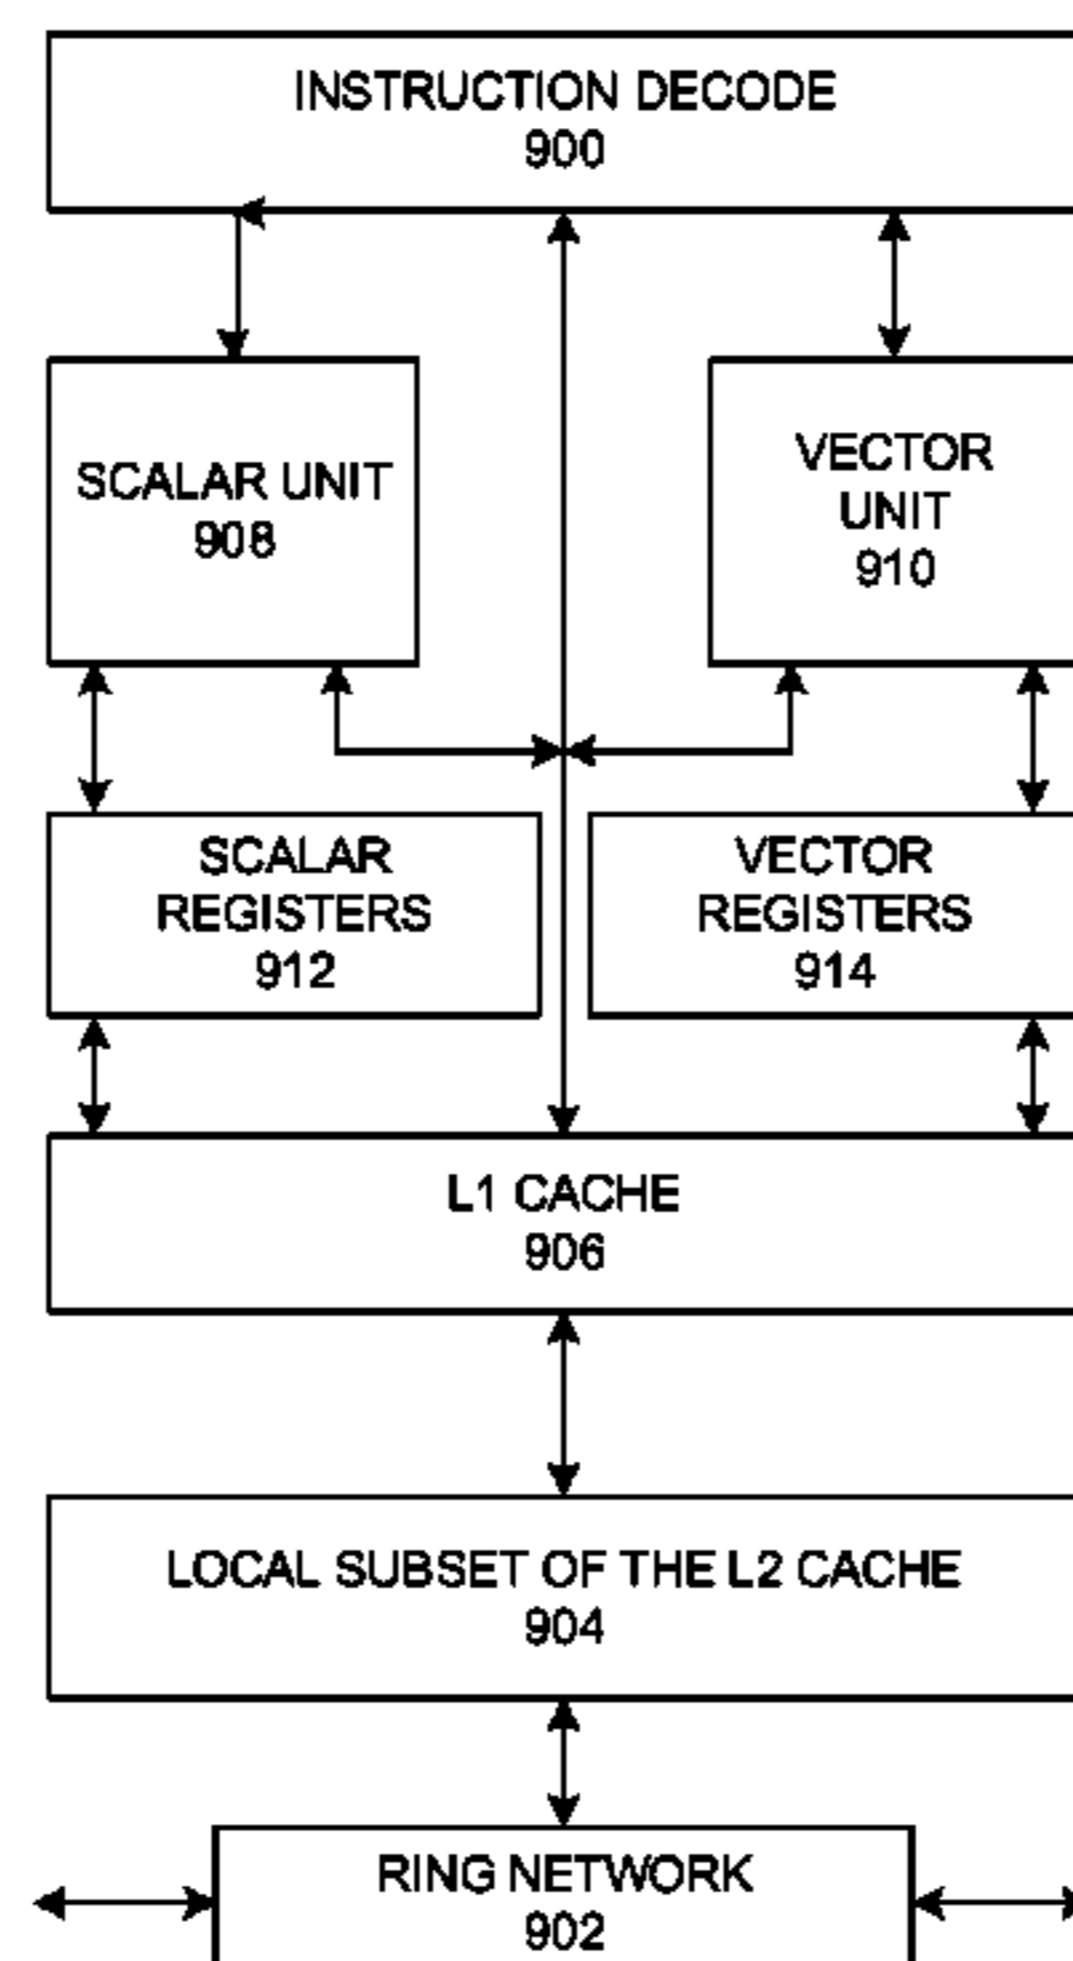 INSTRUCTION DECODE
900
SCALAR UNIT
908
VECTOR
UNIT
910
SCALAR
REGISTERS
912
VECTOR
REGISTERS
914
L1 CACHE
906
LOCAL SUBSET OF THE L2 CACHE
904
RING NETWORK
902